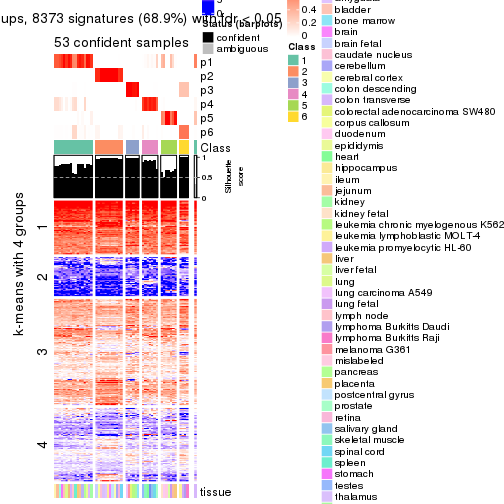 ups, 8373 signatures (68.9%) with fdr < 0.05
53 confident samples
p1
p2
p3
p4
p5
p6
Class
1
0.5
0
Silhouette
score
k-means with 4 groups
1
2
3
4
tissue
0
Status (barplots)
confident
ambiguous
0.4
0.2
0
Class
1
2
3
4
5
6
bladder
bone marrow
brain
brain fetal
caudate nucleus
cerebellum
cerebral cortex
colon descending
colon transverse
colorectal adenocarcinoma SW480
corpus callosum
duodenum
epididymis
heart
hippocampus
ileum
jejunum
kidney
kidney fetal
leukemia chronic myelogenous K562
leukemia lymphoblastic MOLT-4
leukemia promyelocytic HL-60
liver
liver fetal
lung
lung carcinoma A549
lung fetal
lymph node
lymphoma Burkitts Daudi
lymphoma Burkitts Raji
melanoma G361
mislabeled
pancreas
placenta
postcentral gyrus
prostate
retina
salivary gland
skeletal muscle
spinal cord
spleen
stomach
testes
thalamus